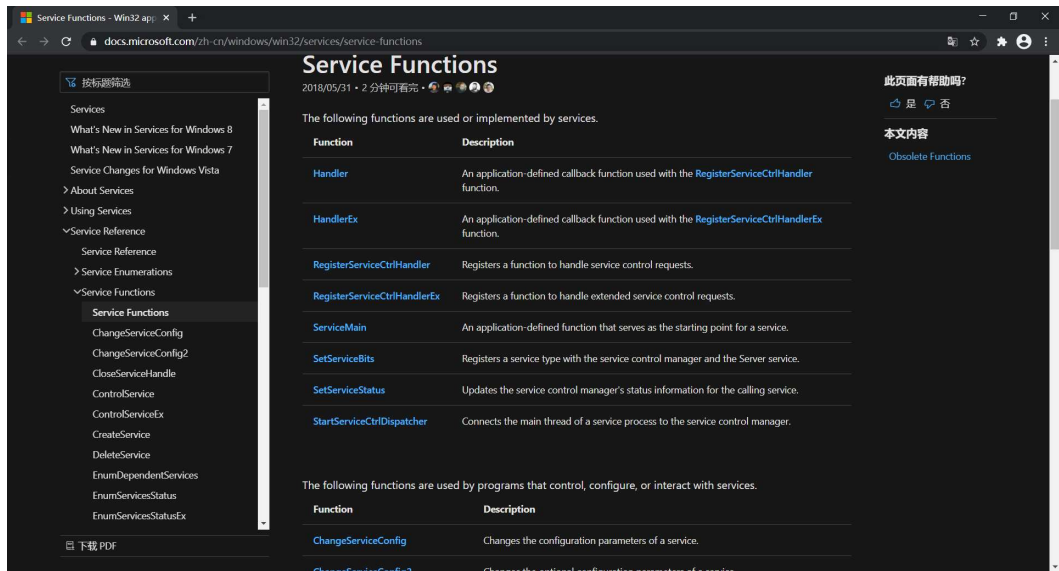 Service Functions - Win32 app
docs.microsoft.com/zh-cn/windows/win32/services/service-functions
按标题筛选
Services
What's New in Services for Windows 8
What's New in Services for Windows 7
Service Changes for Windows Vista
About Services
Using Services
Service Reference
Service Reference
Service Enumerations
Service Functions
Service Functions
ChangeServiceConfig
ChangeServiceConfig2
CloseServiceHandle
ControlService
ControlServiceEx
CreateService
DeleteService
EnumDependentServices
EnumServicesStatus
EnumServicesStatusEx
下载 PDF
Service Functions
2018/05/31 • 2 分钟可看完 •
The following functions are used or implemented by services.
Function Description
Handler An application-defined callback function used with the RegisterServiceCtrlHandler
function.
HandlerEx An application-defined callback function used with the RegisterServiceCtrlHandlerEx
function.
RegisterServiceCtrlHandler Registers a function to handle service control requests.
RegisterServiceCtrlHandlerEx Registers a function to handle extended service control requests.
ServiceMain An application-defined function that serves as the starting point for a service.
SetServiceBits Registers a service type with the service control manager and the Server service.
SetServiceStatus Updates the service control manager's status information for the calling service.
StartServiceCtrlDispatcher Connects the main thread of a service process to the service control manager.
The following functions are used by programs that control, configure, or interact with services.
Function Description
ChangeServiceConfig Changes the configuration parameters of a service.
ChangeServiceConfig2 Changes the optional configuration parameters of a service.
此页面有帮助吗?
是 否
本文内容
Obsolete Functions